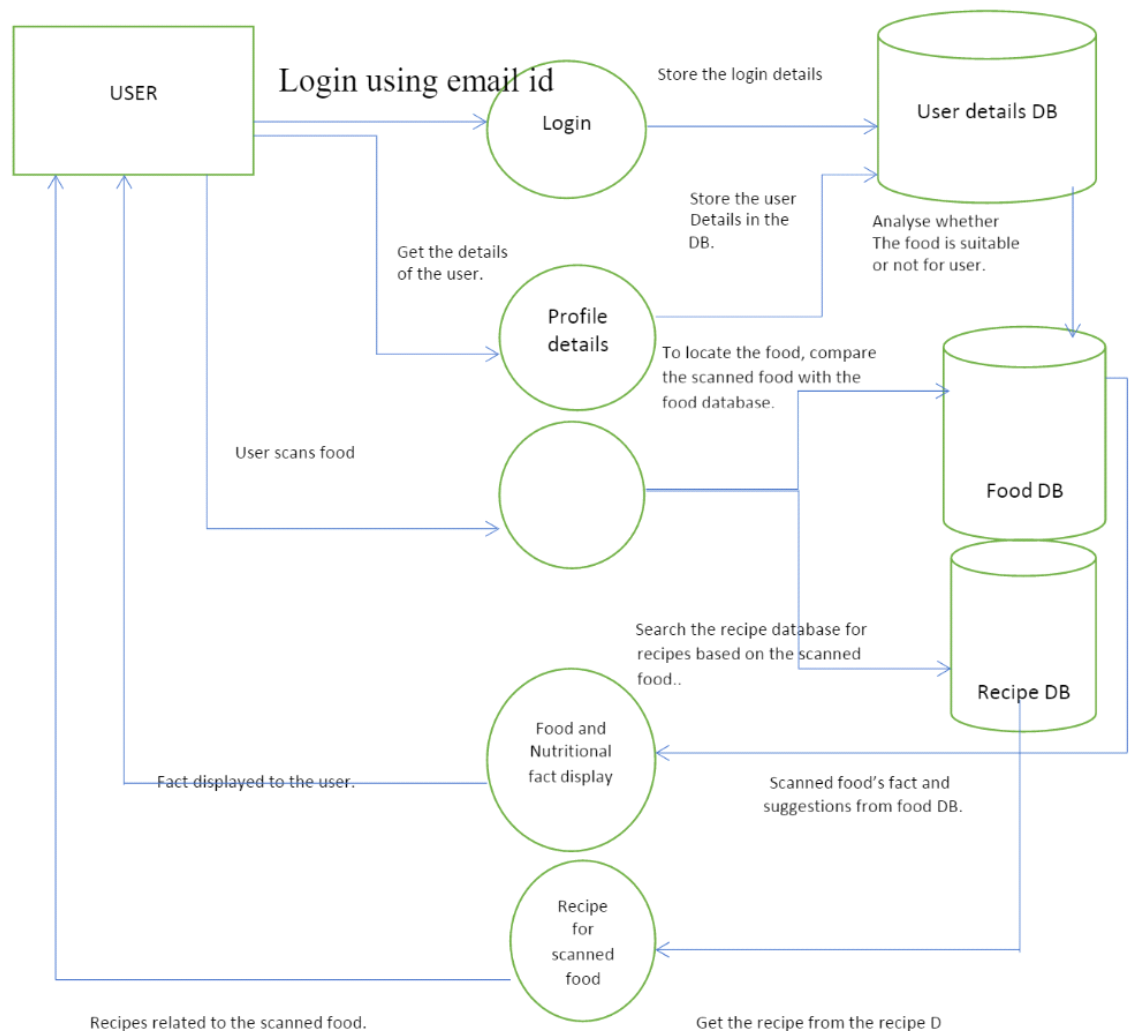 USER
Login using email id
Login
Store the login details
User details DB
Store the user
Details in the
DB.
Analyse whether
The food is suitable
or not for user.
Get the details
of the user.
Profile
details
To locate the food, compare
the scanned food with the
food database.
User scans food
Food DB
Search the recipe database for
recipes based on the scanned
food..
Recipe DB
Food and
Nutritional
fact display
Fact displayed to the user.
Scanned food’s fact and
suggestions from food DB.
Recipe
for
scanned
food
Recipes related to the scanned food.
Get the recipe from the recipe D